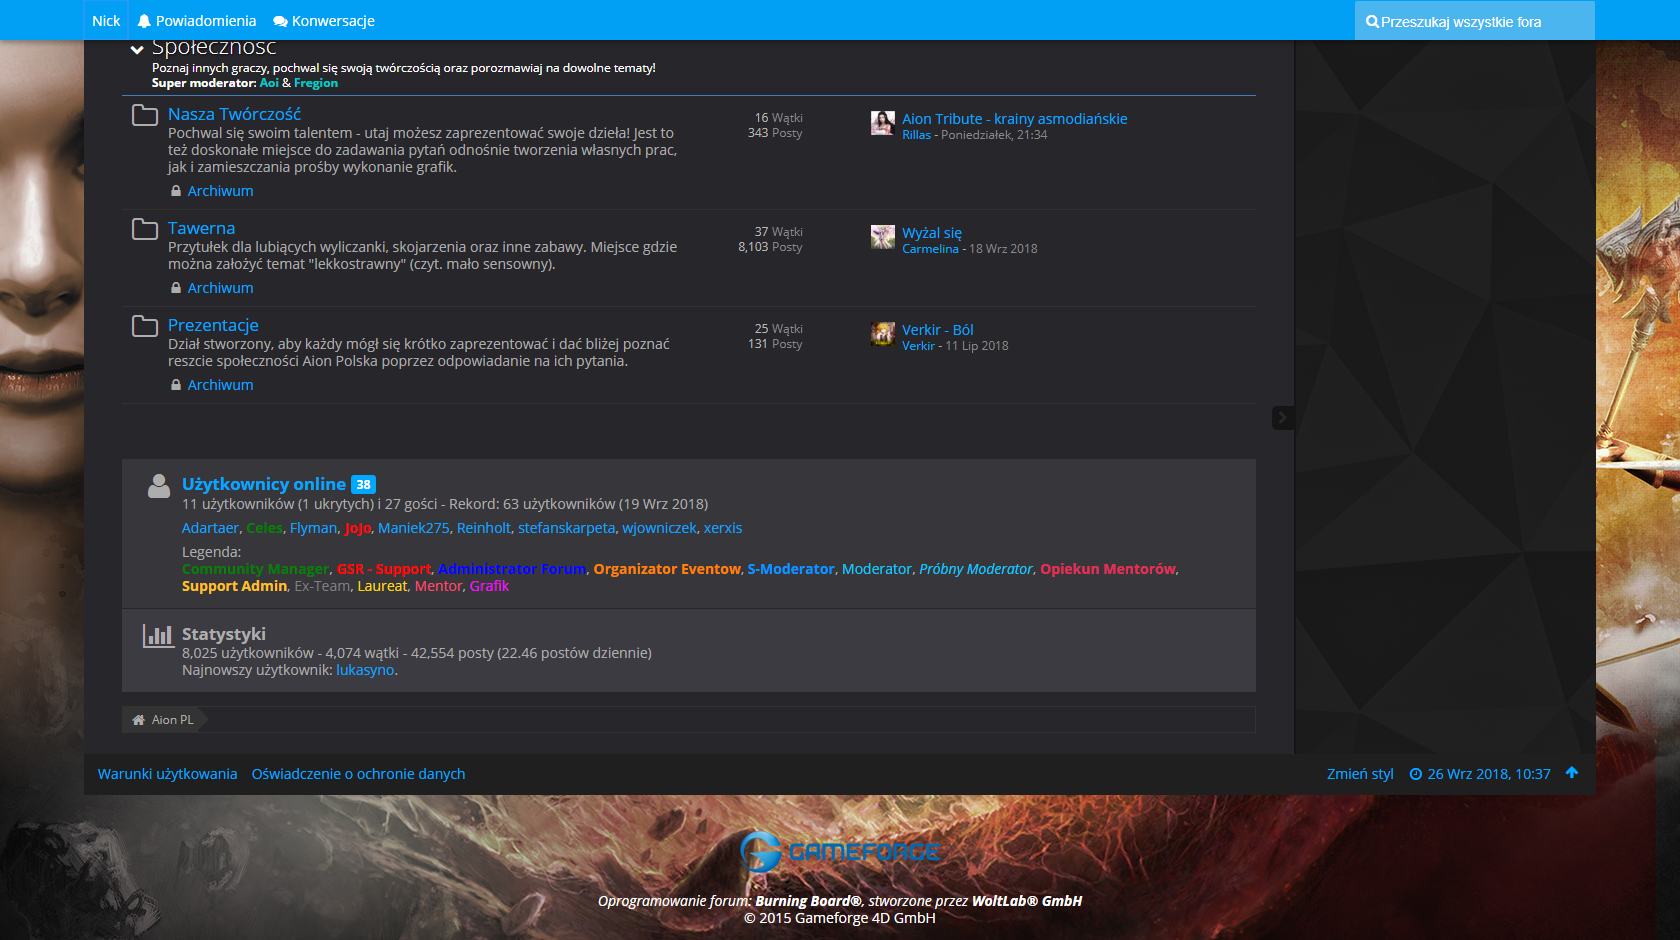 Nick Powiadomienia Konwersacje Przeszukaj wszystkie fora
Społeczność
Poznaj innych graczy, pochwal się swoją twórczością oraz porozmawiaj na dowolne tematy!
Super moderator: Aoi & Fregion
Nasza Twórczość
Pochwal się swoim talentem - utaj możesz zaprezentować swoje dzieła! Jest to
też doskonałe miejsce do zadawania pytań odnośnie tworzenia własnych prac,
jak i zamieszczania prośby wykonanie grafik.
Archiwum
16 Wątki
343 Posty
Aion Tribute - krainy asmodiańskie
Rillas - Poniedziałek, 21:34
Tawerna
Przytułek dla lubiących wyliczanki, skojarzenia oraz inne zabawy. Miejsce gdzie
można założyć temat "lekkostrawny" (czyt. mało sensowny).
Archiwum
37 Wątki
8,103 Posty
Wyżal się
Carmelina - 18 Wrz 2018
Prezentacje
Dział stworzony, aby każdy mógł się krótko zaprezentować i dać bliżej poznać
reszcie społeczności Aion Polska poprzez odpowiadanie na ich pytania.
Archiwum
25 Wątki
131 Posty
Verkir - Ból
Verkir - 11 Lip 2018
Użytkownicy online 38
11 użytkowników (1 ukrytych) i 27 gości - Rekord: 63 użytkowników (19 Wrz 2018)
Adartaer, Celes, Flyman, JoJo, Maniek275, Reinholt, stefanskarpeta, wjowniczek, xerxis
Legenda:
Community Manager, GSR - Support, Administrator Forum, Organizator Eventow, S-Moderator, Moderator, Próbny Moderator, Opiekun Mentorów,
Support Admin, Ex-Team, Laureat, Mentor, Grafik
Statystyki
8,025 użytkowników - 4,074 wątki - 42,554 posty (22.46 postów dziennie)
Najnowszy użytkownik: lukasyno.
Aion PL
Warunki użytkowania Oświadczenie o ochronie danych Zmień styl 26 Wrz 2018, 10:37
GAMEFORGE
Oprogramowanie forum: Burning Board®, stworzone przez WoltLab® GmbH
© 2015 Gameforge 4D GmbH